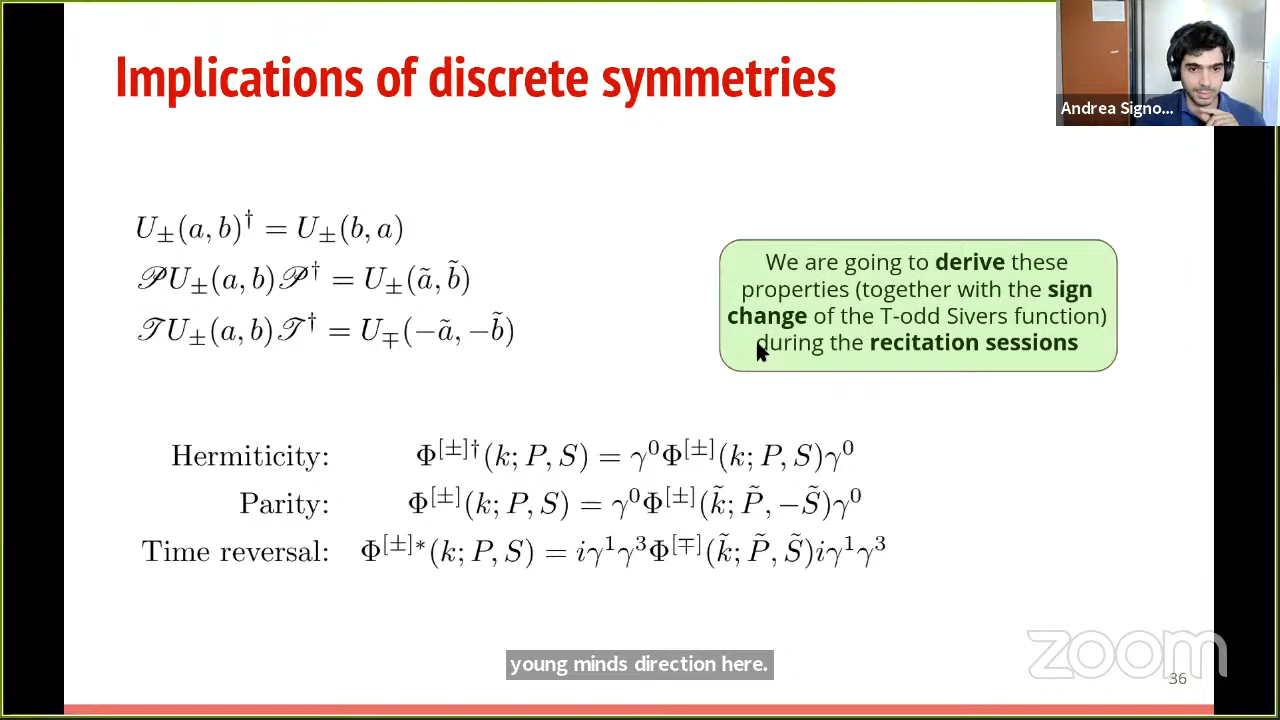 Implications of discrete symmetries
Andrea Signo...
U±(a, b)† = U±(b, a)
𝒫U±(a, b)𝒫† = U±(ã, b̃)
𝒯U±(a, b)𝒯† = U∓(−ã, −b̃)
We are going to derive these
properties (together with the sign
change of the T-odd Sivers function)
during the recitation sessions
Hermiticity: Φ[±]†(k; P, S) = γ⁰Φ[±](k; P, S)γ⁰
Parity: Φ[±](k; P, S) = γ⁰Φ[±](k̃; P̃, −S̃)γ⁰
Time reversal: Φ[±]∗(k; P, S) = iγ¹γ³Φ[∓](k̃; P̃, S̃)iγ¹γ³
young minds direction here.
zoom
36